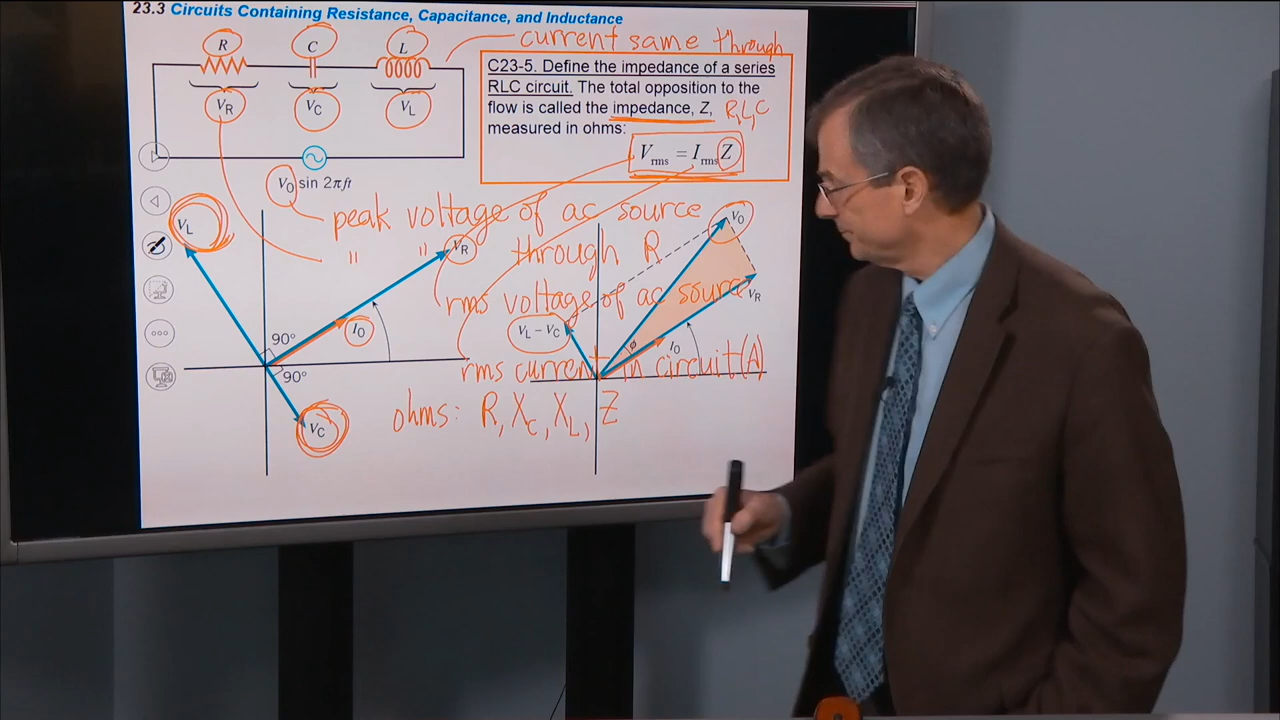 23.3 Circuits Containing Resistance, Capacitance, and Inductance
R C L
current same through
V_R V_C V_L
C23-5. Define the impedance of a series
RLC circuit. The total opposition to the
flow is called the impedance, Z, R, L, C
measured in ohms:
V_rms = I_rms Z
V_0 sin 2πft
peak voltage of ac source
" " through R
rms voltage of ac source
rms current in circuit (A)
ohms: R, X_C, X_L, Z
V_L
V_R
I_0
90°
90°
V_C
V_0
V_R
V_L – V_C
ϕ
I_0